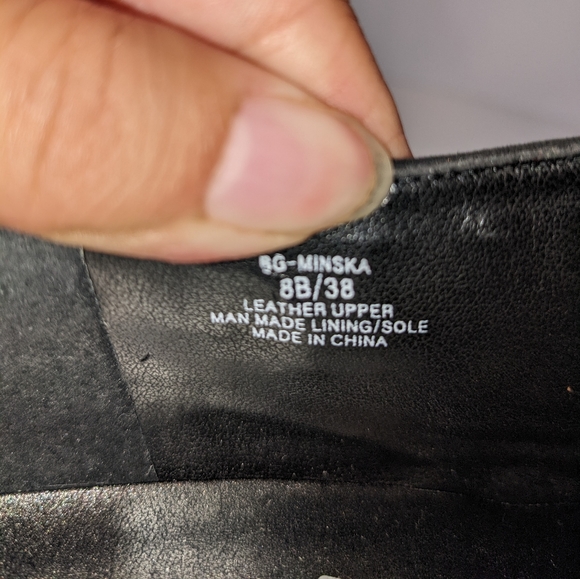 BG-MINSKA
8B/38
LEATHER UPPER
MAN MADE LINING/SOLE
MADE IN CHINA